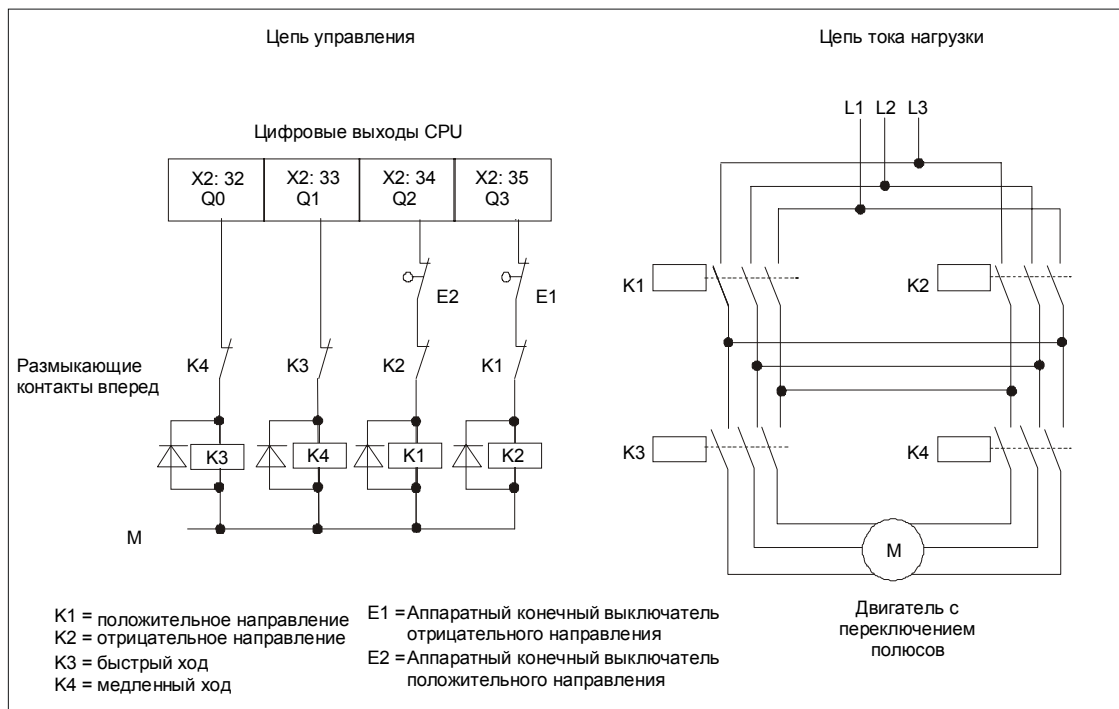 Цепь управления
Цепь тока нагрузки
L1 L2 L3
Цифровые выходы CPU
X2: 32 X2: 33 X2: 34 X2: 35
Q0 Q1 Q2 Q3
K1
K2
E2
E1
Размыкающие
контакты вперед
K4 K3 K2 K1
K3 K4 K1 K2
K3
K4
M
M
K1 = положительное направление
K2 = отрицательное направление
K3 = быстрый ход
K4 = медленный ход
E1 = Аппаратный конечный выключатель
отрицательного направления
E2 = Аппаратный конечный выключатель
положительного направления
Двигатель с
переключением
полюсов